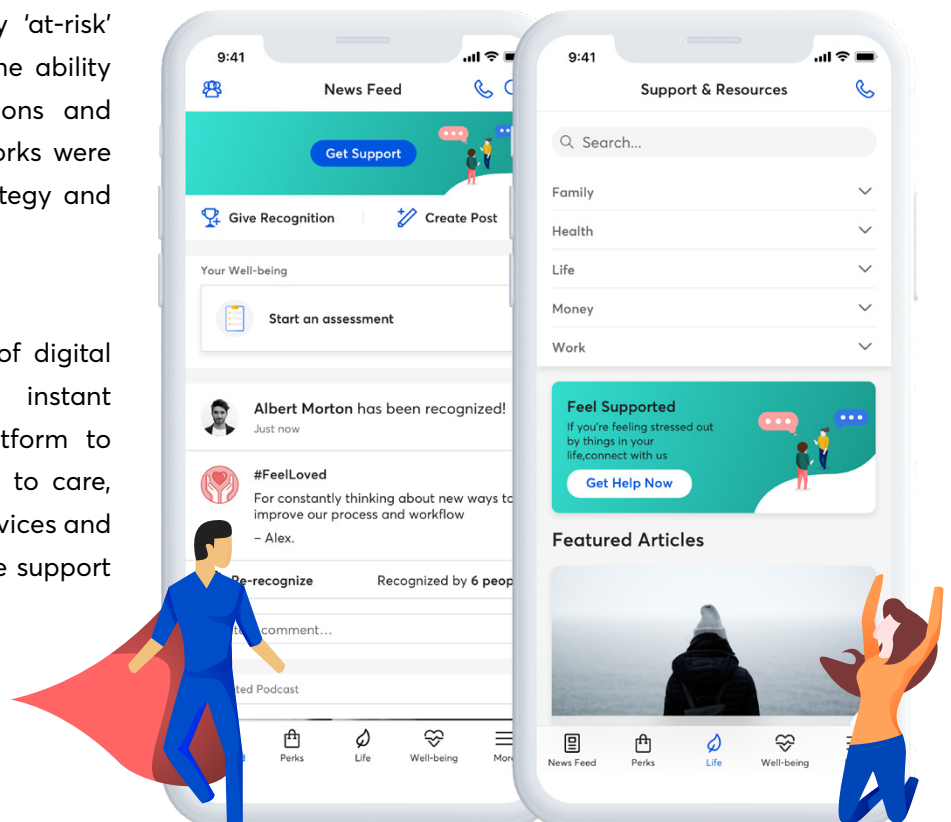 ‘at-risk’
ability
ons and
orks were
tegy and
of digital
instant
tform to
to care,
vices and
e support
9:41
News Feed
Get Support
Give Recognition
Create Post
Your Well-being
Start an assessment
Albert Morton has been recognized!
Just now
#FeelLoved
For constantly thinking about new ways to
improve our process and workflow
– Alex.
Re-recognize
Recognized by 6 peop
comment...
ted Podcast
Perks
Life
Well-being
More
9:41
Support & Resources
Search...
Family
Health
Life
Money
Work
Feel Supported
If you're feeling stressed out
by things in your
life,connect with us
Get Help Now
Featured Articles
News Feed
Perks
Life
Well-being